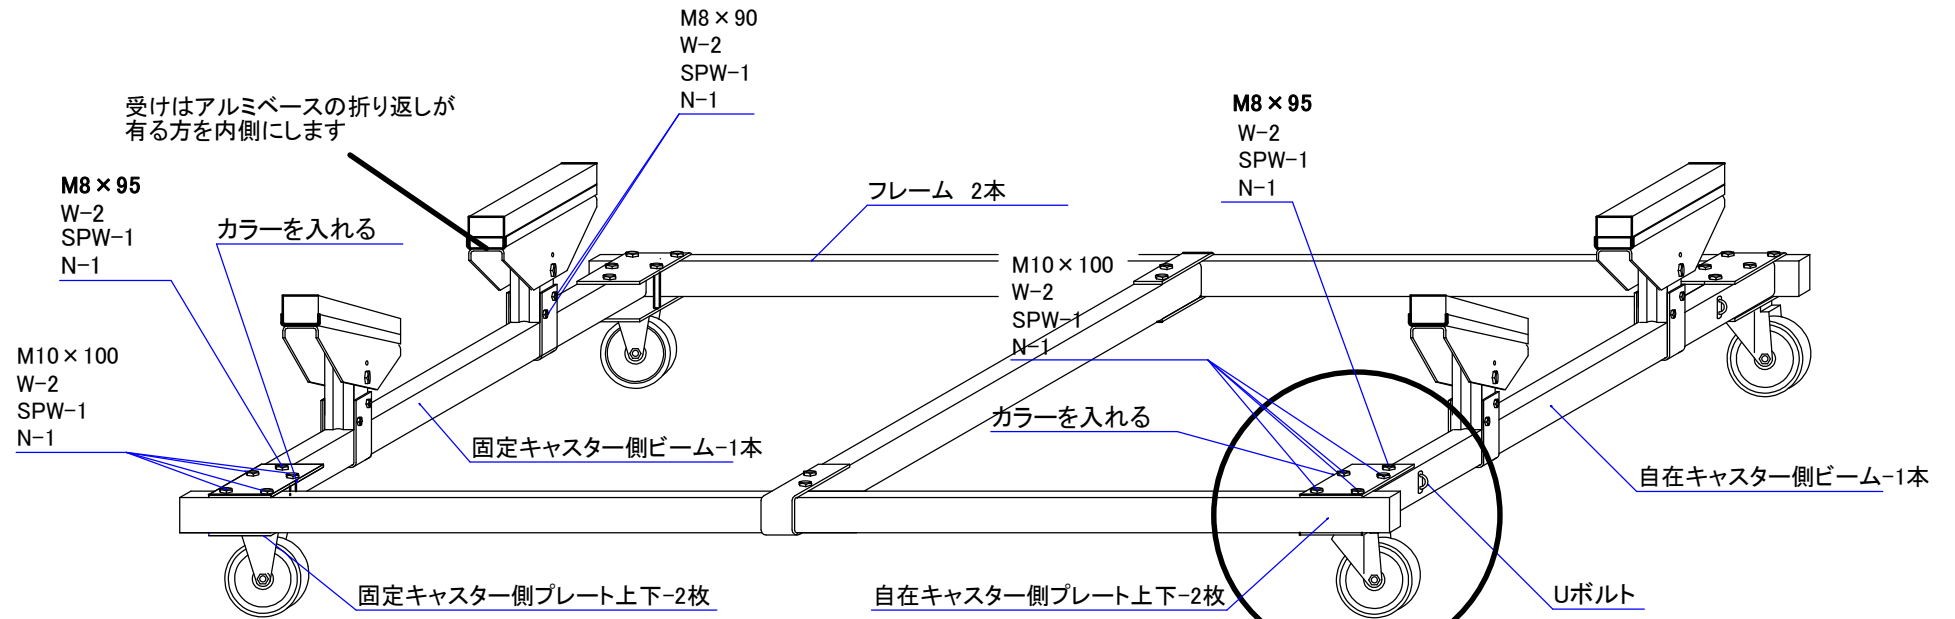 M8×90
W-2
SPW-1
N-1
受けはアルミベースの折り返しが
有る方を内側にします
M8×95
W-2
SPW-1
N-1
カラーを入れる
フレーム 2本
M8×95
W-2
SPW-1
N-1
M10×100
W-2
SPW-1
N-1
M10×100
W-2
SPW-1
N-1
カラーを入れる
固定キャスター側ビーム-1本
自在キャスター側ビーム-1本
固定キャスター側プレート上下-2枚
自在キャスター側プレート上下-2枚
Uボルト